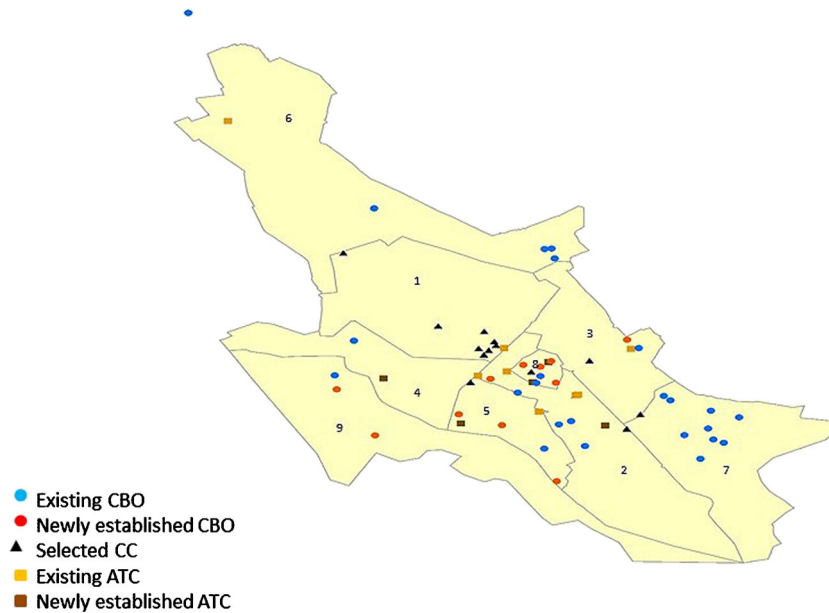 6
1
3
8
4
5
9
2
7
Existing CBO
Newly established CBO
Selected CC
Existing ATC
Newly established ATC